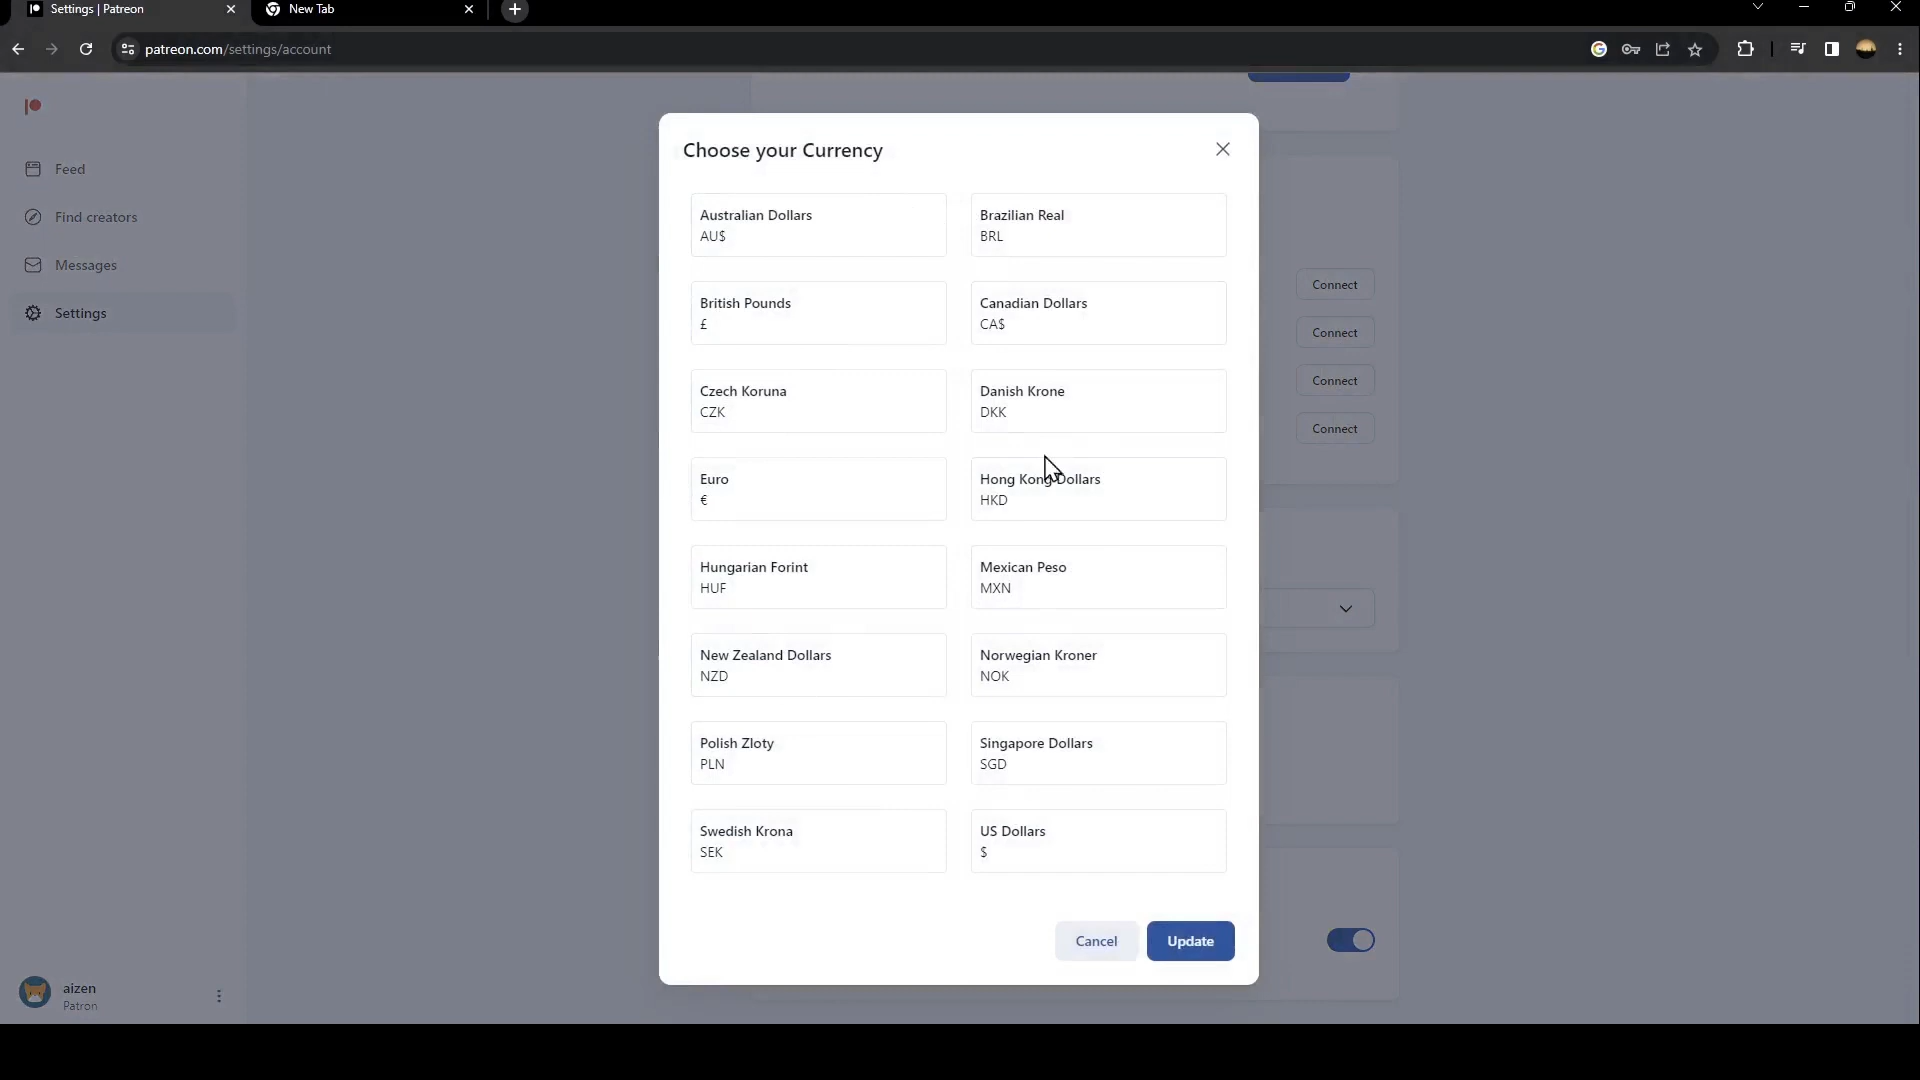 Settings | Patreon
New Tab
patreon.com/settings/account
Feed
Find creators
Messages
Settings
aizen
Patron
Choose your Currency
Australian Dollars
AU$
Brazilian Real
BRL
British Pounds
£
Canadian Dollars
CA$
Czech Koruna
CZK
Danish Krone
DKK
Euro
€
Hong Kong Dollars
HKD
Hungarian Forint
HUF
Mexican Peso
MXN
New Zealand Dollars
NZD
Norwegian Kroner
NOK
Polish Zloty
PLN
Singapore Dollars
SGD
Swedish Krona
SEK
US Dollars
$
Cancel
Update
Connect
Connect
Connect
Connect